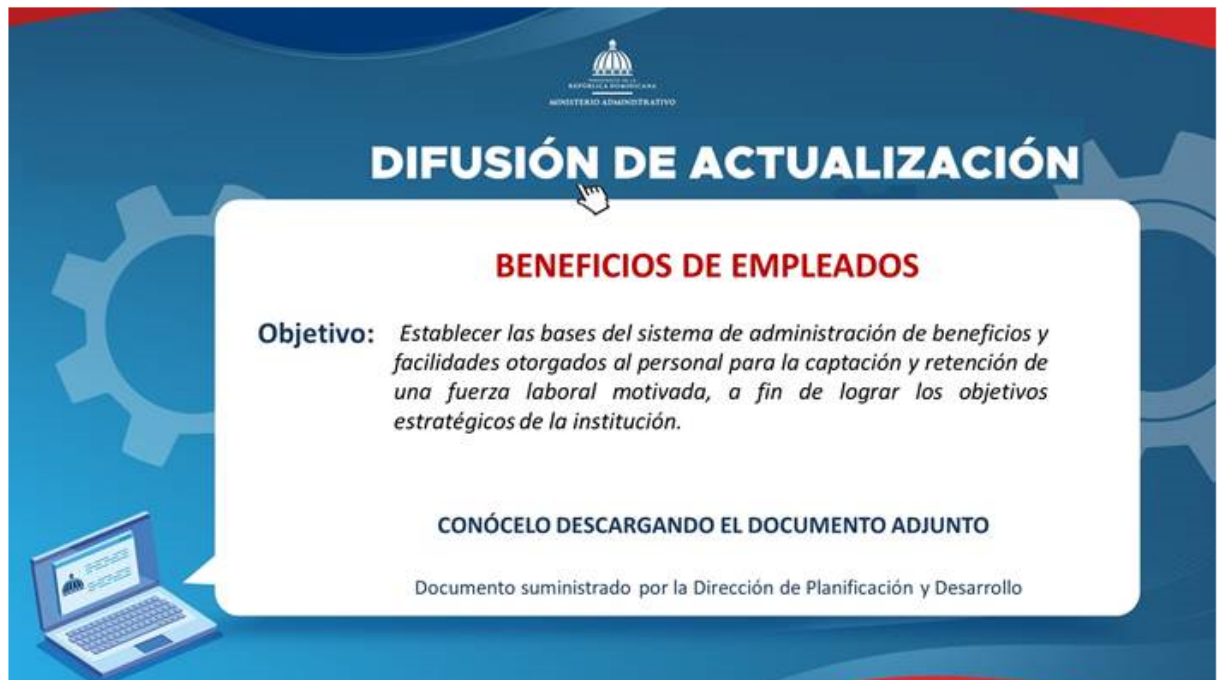 PRESIDENCIA DE LA
REPÚBLICA DOMINICANA
MINISTERIO ADMINISTRATIVO
DIFUSIÓN DE ACTUALIZACIÓN
BENEFICIOS DE EMPLEADOS
Objetivo: Establecer las bases del sistema de administración de beneficios y
facilidades otorgados al personal para la captación y retención de
una fuerza laboral motivada, a fin de lograr los objetivos
estratégicos de la institución.
CONÓCELO DESCARGANDO EL DOCUMENTO ADJUNTO
Documento suministrado por la Dirección de Planificación y Desarrollo